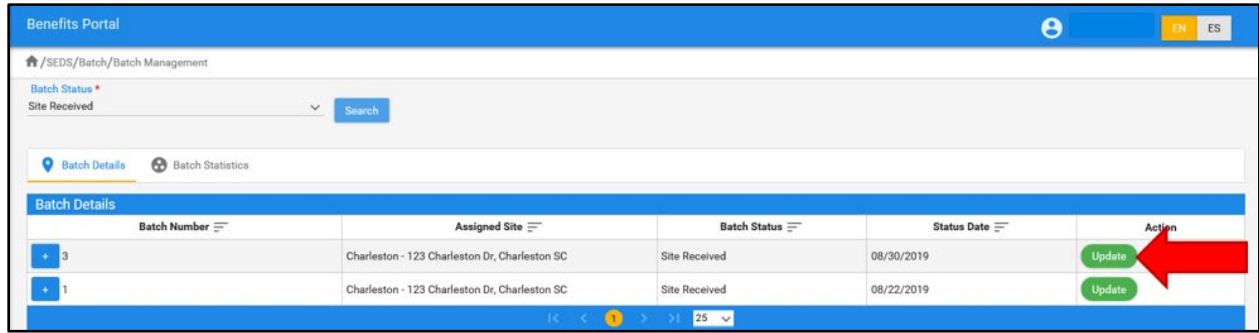 Benefits Portal EN ES
/SEDS/Batch/Batch Management
Batch Status *
Site Received Search
Batch Details Batch Statistics
Batch Details
Batch Number Assigned Site Batch Status Status Date Action
+ 3 Charleston - 123 Charleston Dr, Charleston SC Site Received 08/30/2019 Update
+ 1 Charleston - 123 Charleston Dr, Charleston SC Site Received 08/22/2019 Update
|< < 1 > >| 25